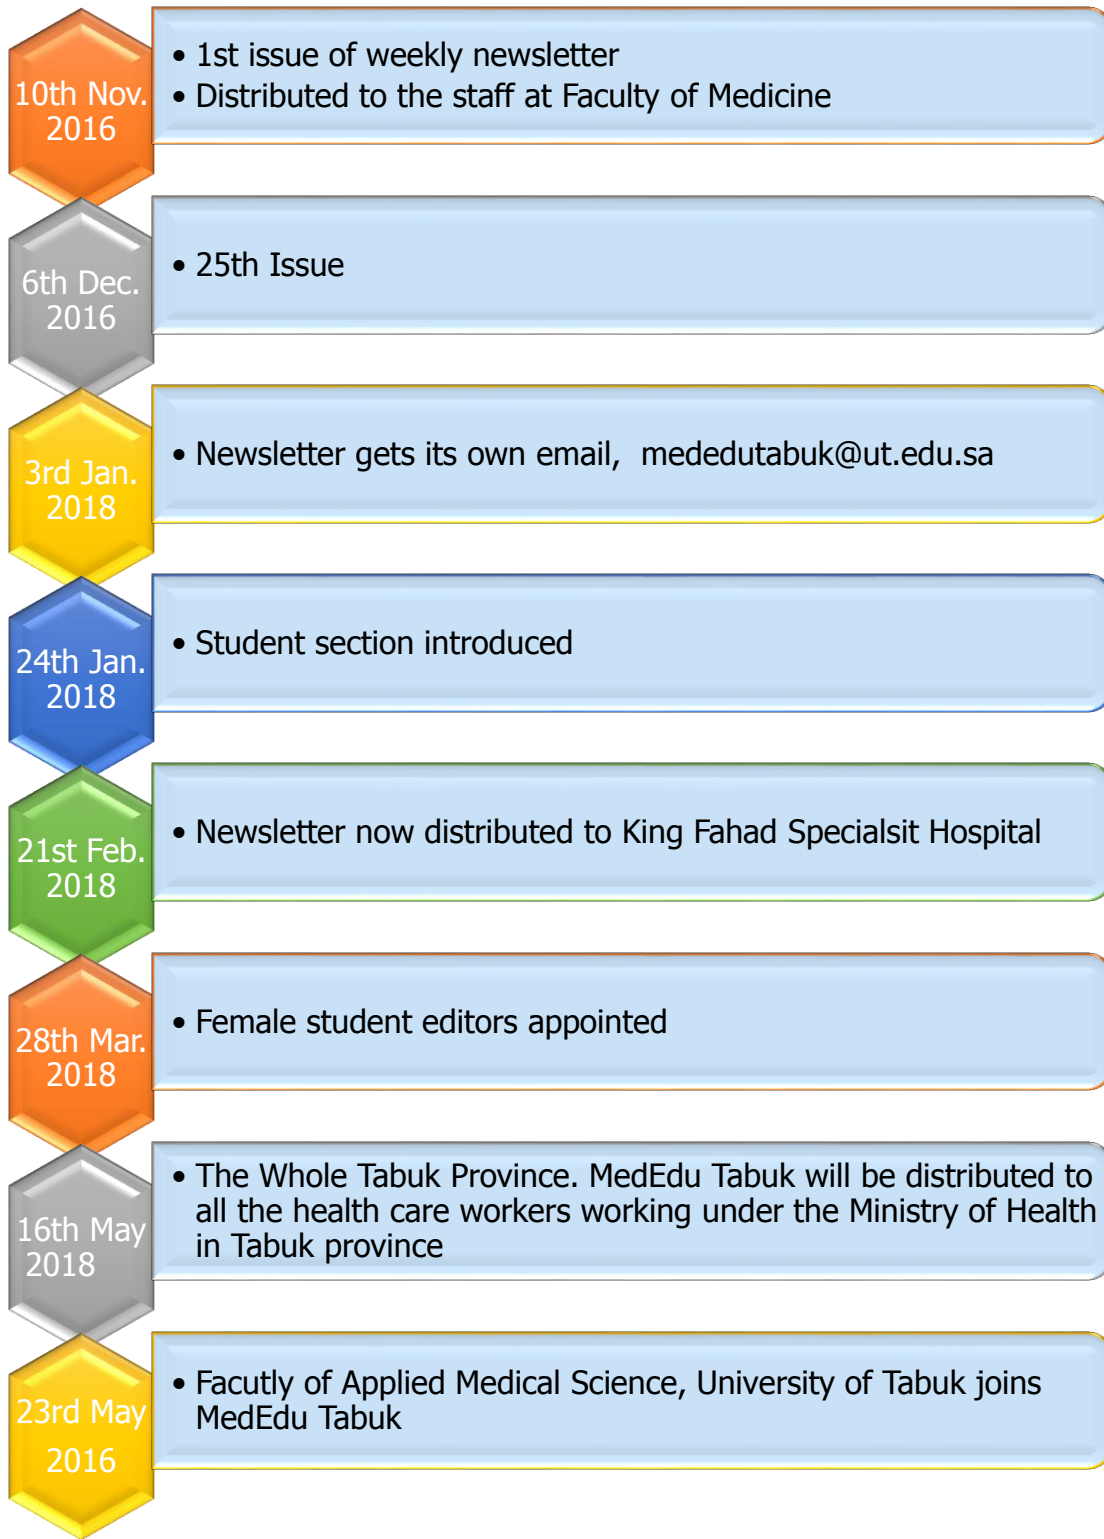 10th Nov.
2016
• 1st issue of weekly newsletter
• Distributed to the staff at Faculty of Medicine
6th Dec.
2016
• 25th Issue
3rd Jan.
2018
• Newsletter gets its own email, mededutabuk@ut.edu.sa
24th Jan.
2018
• Student section introduced
21st Feb.
2018
• Newsletter now distributed to King Fahad Specialsit Hospital
28th Mar.
2018
• Female student editors appointed
16th May
2018
• The Whole Tabuk Province. MedEdu Tabuk will be distributed to
all the health care workers working under the Ministry of Health
in Tabuk province
23rd May
2016
• Facutly of Applied Medical Science, University of Tabuk joins
MedEdu Tabuk